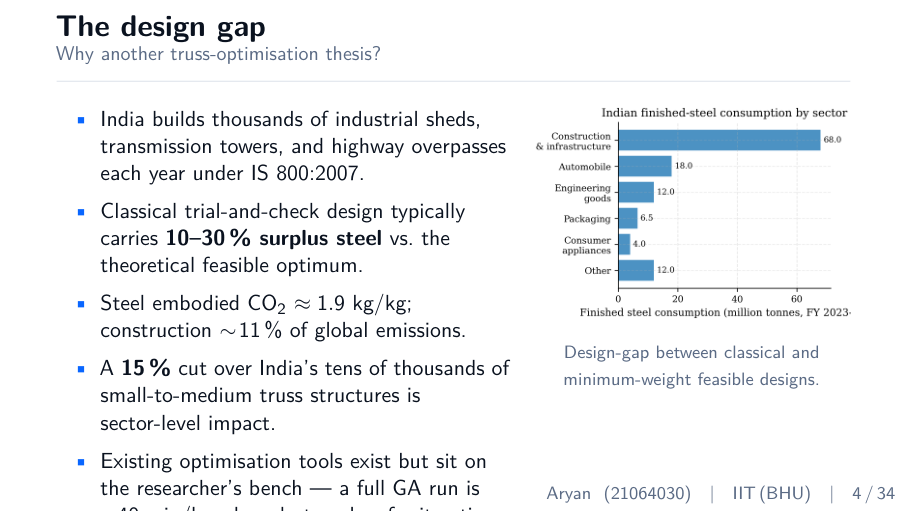 The design gap
Why another truss-optimisation thesis?
India builds thousands of industrial sheds,
transmission towers, and highway overpasses
each year under IS 800:2007.
Classical trial-and-check design typically
carries 10–30 % surplus steel vs. the
theoretical feasible optimum.
Steel embodied CO₂ ≈ 1.9 kg/kg;
construction ∼11 % of global emissions.
A 15 % cut over India's tens of thousands of
small-to-medium truss structures is
sector-level impact.
Existing optimisation tools exist but sit on
the researcher's bench — a full GA run is
Indian finished-steel consumption by sector
Construction
& infrastructure
68.0
Automobile
18.0
Engineering
goods
12.0
Packaging
6.5
Consumer
appliances
4.0
Other
12.0
0 20 40 60
Finished steel consumption (million tonnes, FY 2023-
Design-gap between classical and
minimum-weight feasible designs.
Aryan (21064030) | IIT (BHU) | 4 / 34